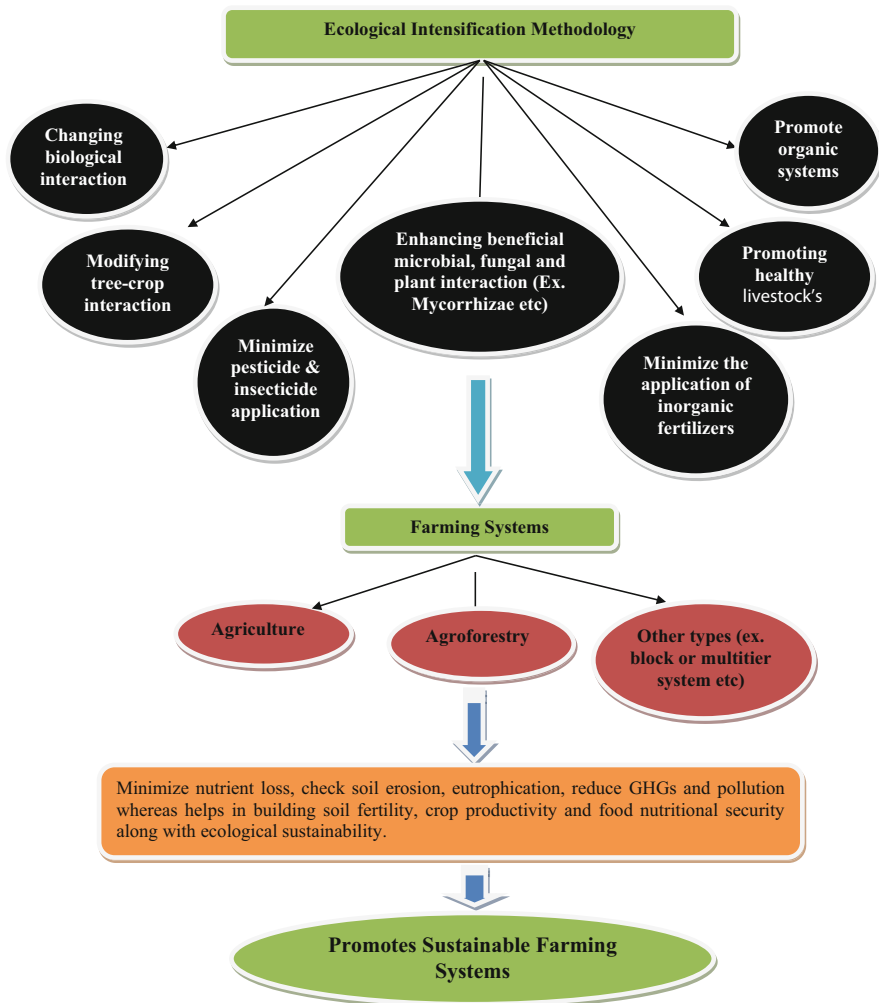 Ecological Intensification Methodology
Changing
biological
interaction
Promote
organic
systems
Modifying
tree-crop
interaction
Enhancing beneficial
microbial, fungal and
plant interaction (Ex.
Mycorrhizae etc)
Promoting
healthy
livestock's
Minimize
pesticide &
insecticide
application
Minimize the
application of
inorganic
fertilizers
Farming Systems
Agriculture
Agroforestry
Other types (ex.
block or multitier
system etc)
Minimize nutrient loss, check soil erosion, eutrophication, reduce GHGs and pollution
whereas helps in building soil fertility, crop productivity and food nutritional security
along with ecological sustainability.
Promotes Sustainable Farming
Systems